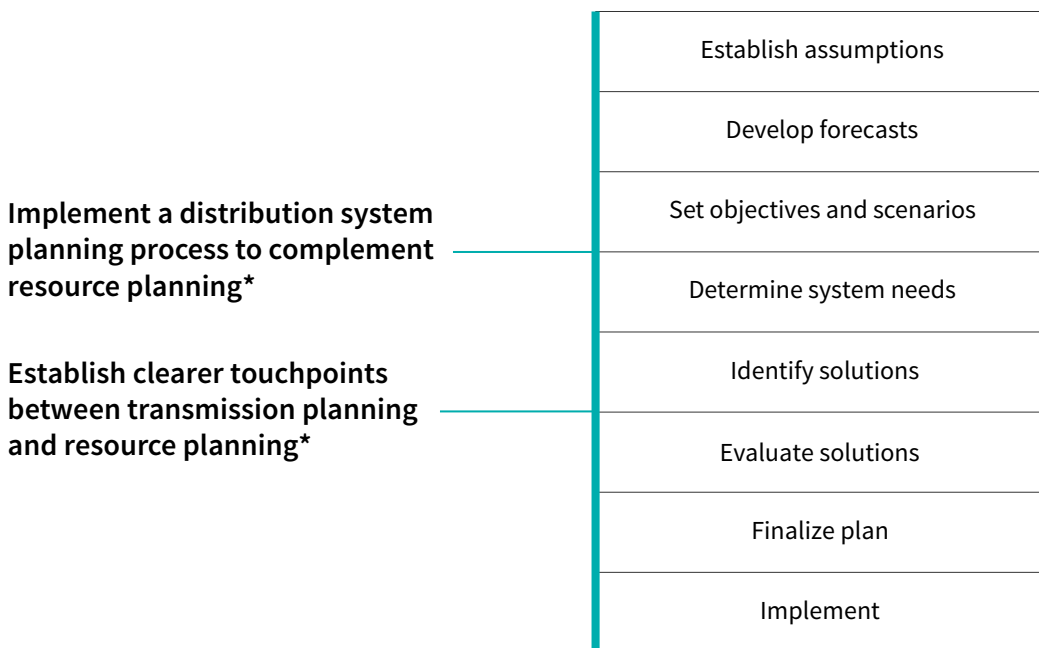 Implement a distribution system
planning process to complement
resource planning*
Establish clearer touchpoints
between transmission planning
and resource planning*
Establish assumptions
Develop forecasts
Set objectives and scenarios
Determine system needs
Identify solutions
Evaluate solutions
Finalize plan
Implement